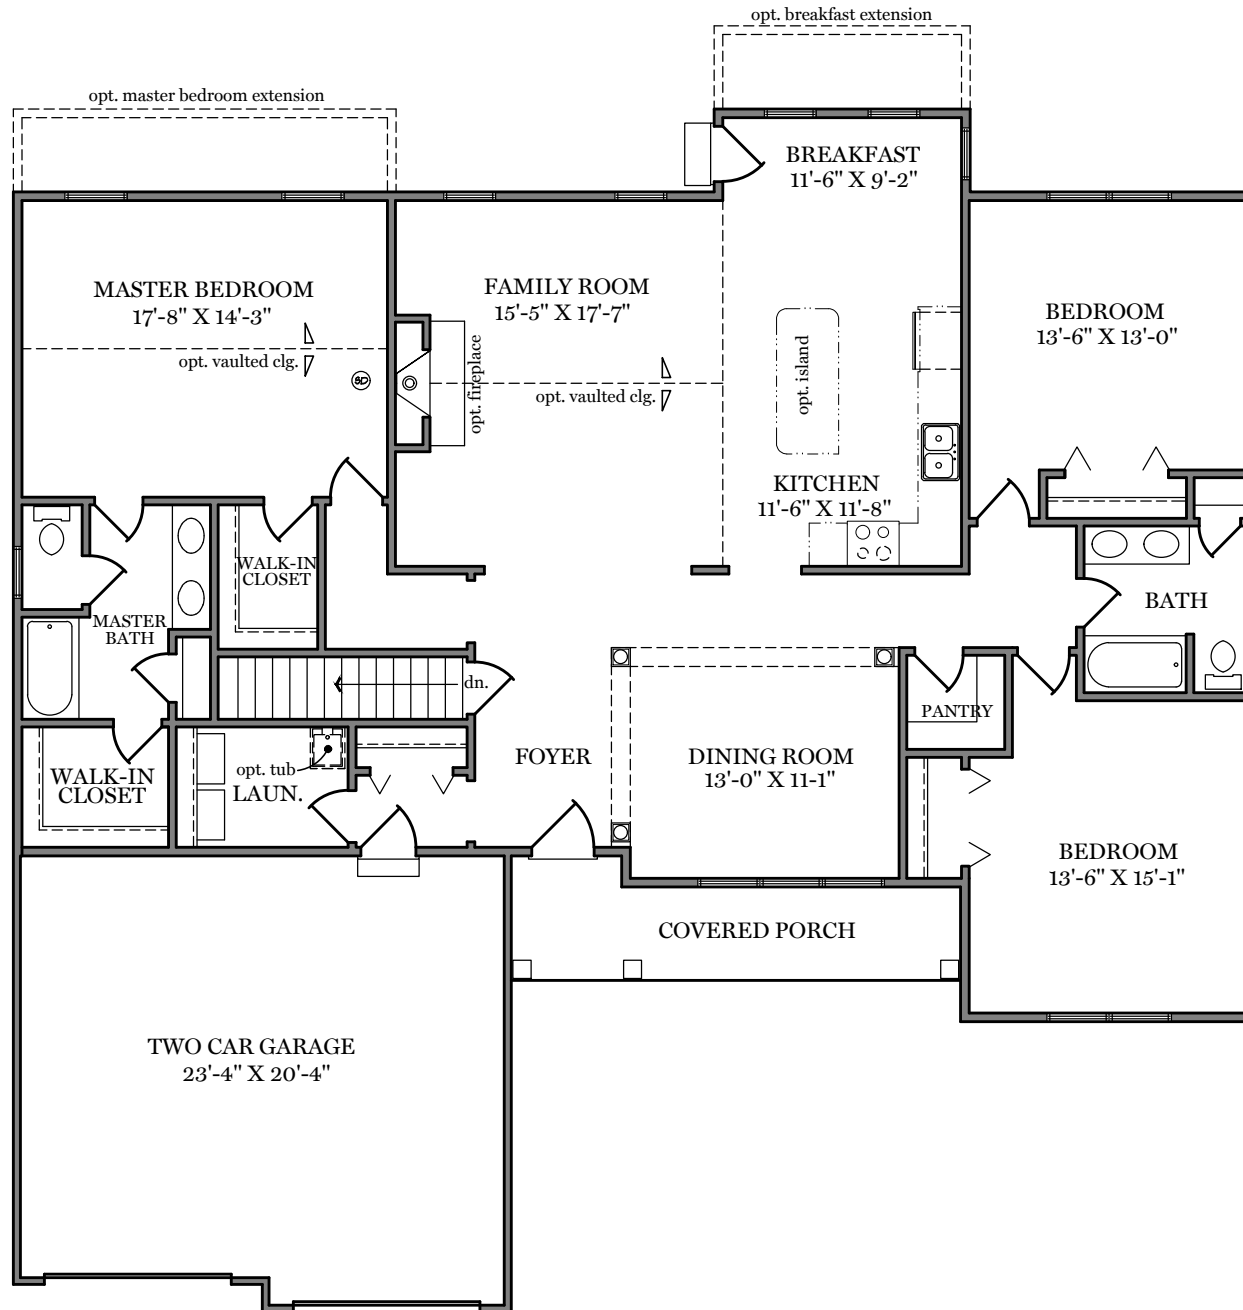 opt. breakfast extension
opt. master bedroom extension
BREAKFAST
11'-6" X 9'-2"
MASTER BEDROOM
17'-8" X 14'-3"
opt. vaulted clg.
SD
FAMILY ROOM
15'-5" X 17'-7"
opt. fireplace
opt. vaulted clg.
opt. island
BEDROOM
13'-6" X 13'-0"
KITCHEN
11'-6" X 11'-8"
WALK-IN
CLOSET
MASTER
BATH
BATH
dn.
PANTRY
FOYER
DINING ROOM
13'-0" X 11-1"
opt. tub
LAUN.
WALK-IN
CLOSET
BEDROOM
13'-6" X 15'-1"
COVERED PORCH
TWO CAR GARAGE
23'-4" X 20'-4"